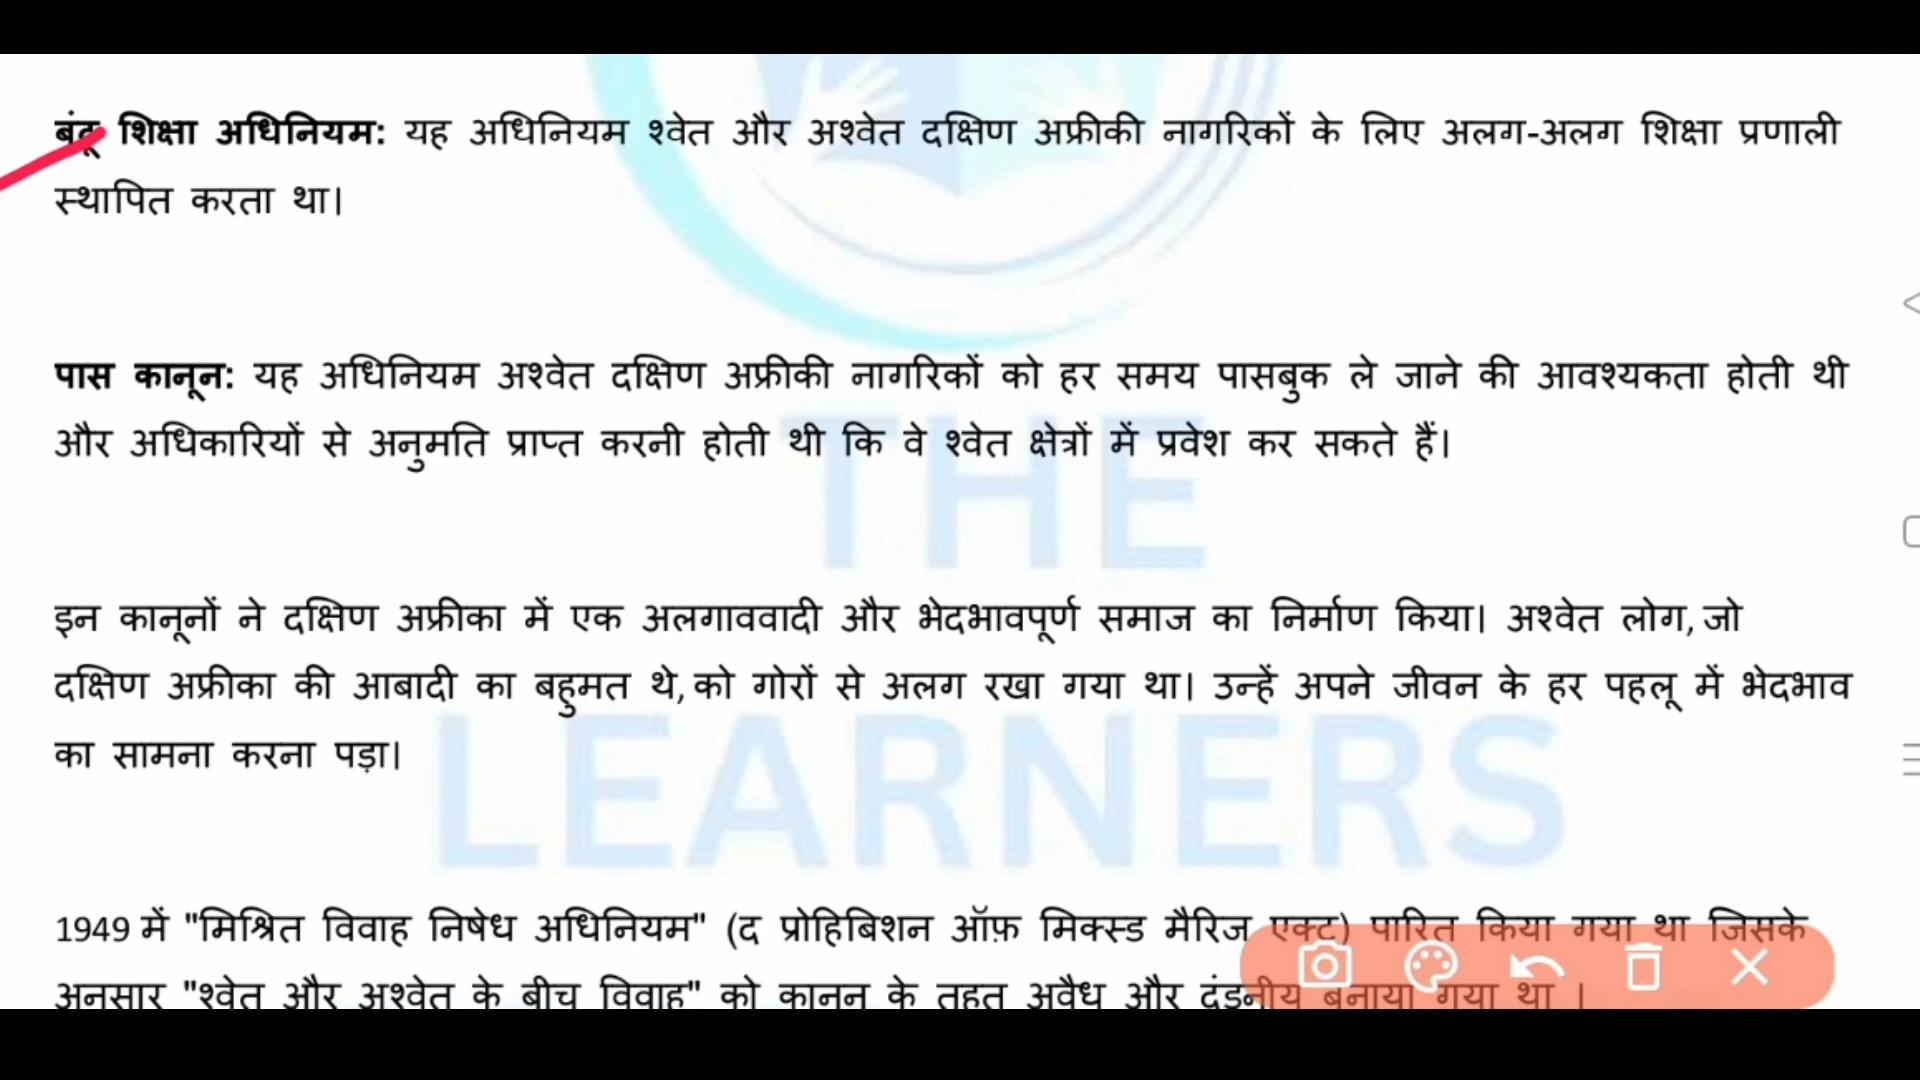 बंटू शिक्षा अधिनियम: यह अधिनियम श्वेत और अश्वेत दक्षिण अफ्रीकी नागरिकों के लिए अलग-अलग शिक्षा प्रणाली
स्थापित करता था।
पास कानून: यह अधिनियम अश्वेत दक्षिण अफ्रीकी नागरिकों को हर समय पासबुक ले जाने की आवश्यकता होती थी
और अधिकारियों से अनुमति प्राप्त करनी होती थी कि वे श्वेत क्षेत्रों में प्रवेश कर सकते हैं।
THE
इन कानूनों ने दक्षिण अफ्रीका में एक अलगाववादी और भेदभावपूर्ण समाज का निर्माण किया। अश्वेत लोग, जो
दक्षिण अफ्रीका की आबादी का बहुमत थे, को गोरों से अलग रखा गया था। उन्हें अपने जीवन के हर पहलू में भेदभाव
का सामना करना पड़ा।
LEARNERS
1949 में "मिश्रित विवाह निषेध अधिनियम" (द प्रोहिबिशन ऑफ़ मिक्स्ड मैरिज एक्ट) पारित किया गया था जिसके
अनुसार "श्वेत और अश्वेत के बीच विवाह" को कानून के तहत अवैध और दंडनीय बनाया गया था ।